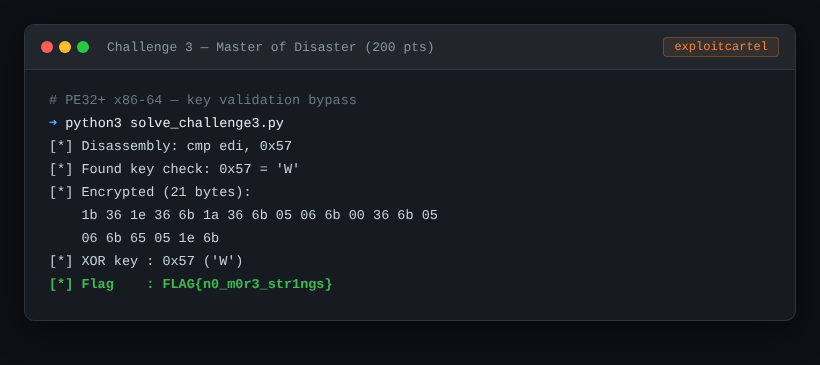 Challenge 3 — Master of Disaster (200 pts)
exploitcartel
# PE32+ x86-64 — key validation bypass
➜ python3 solve_challenge3.py
[*] Disassembly: cmp edi, 0x57
[*] Found key check: 0x57 = 'W'
[*] Encrypted (21 bytes):
1b 36 1e 36 6b 1a 36 6b 05 06 6b 00 36 6b 05
06 6b 65 05 1e 6b
[*] XOR key : 0x57 ('W')
[*] Flag    : FLAG{n0_m0r3_str1ngs}